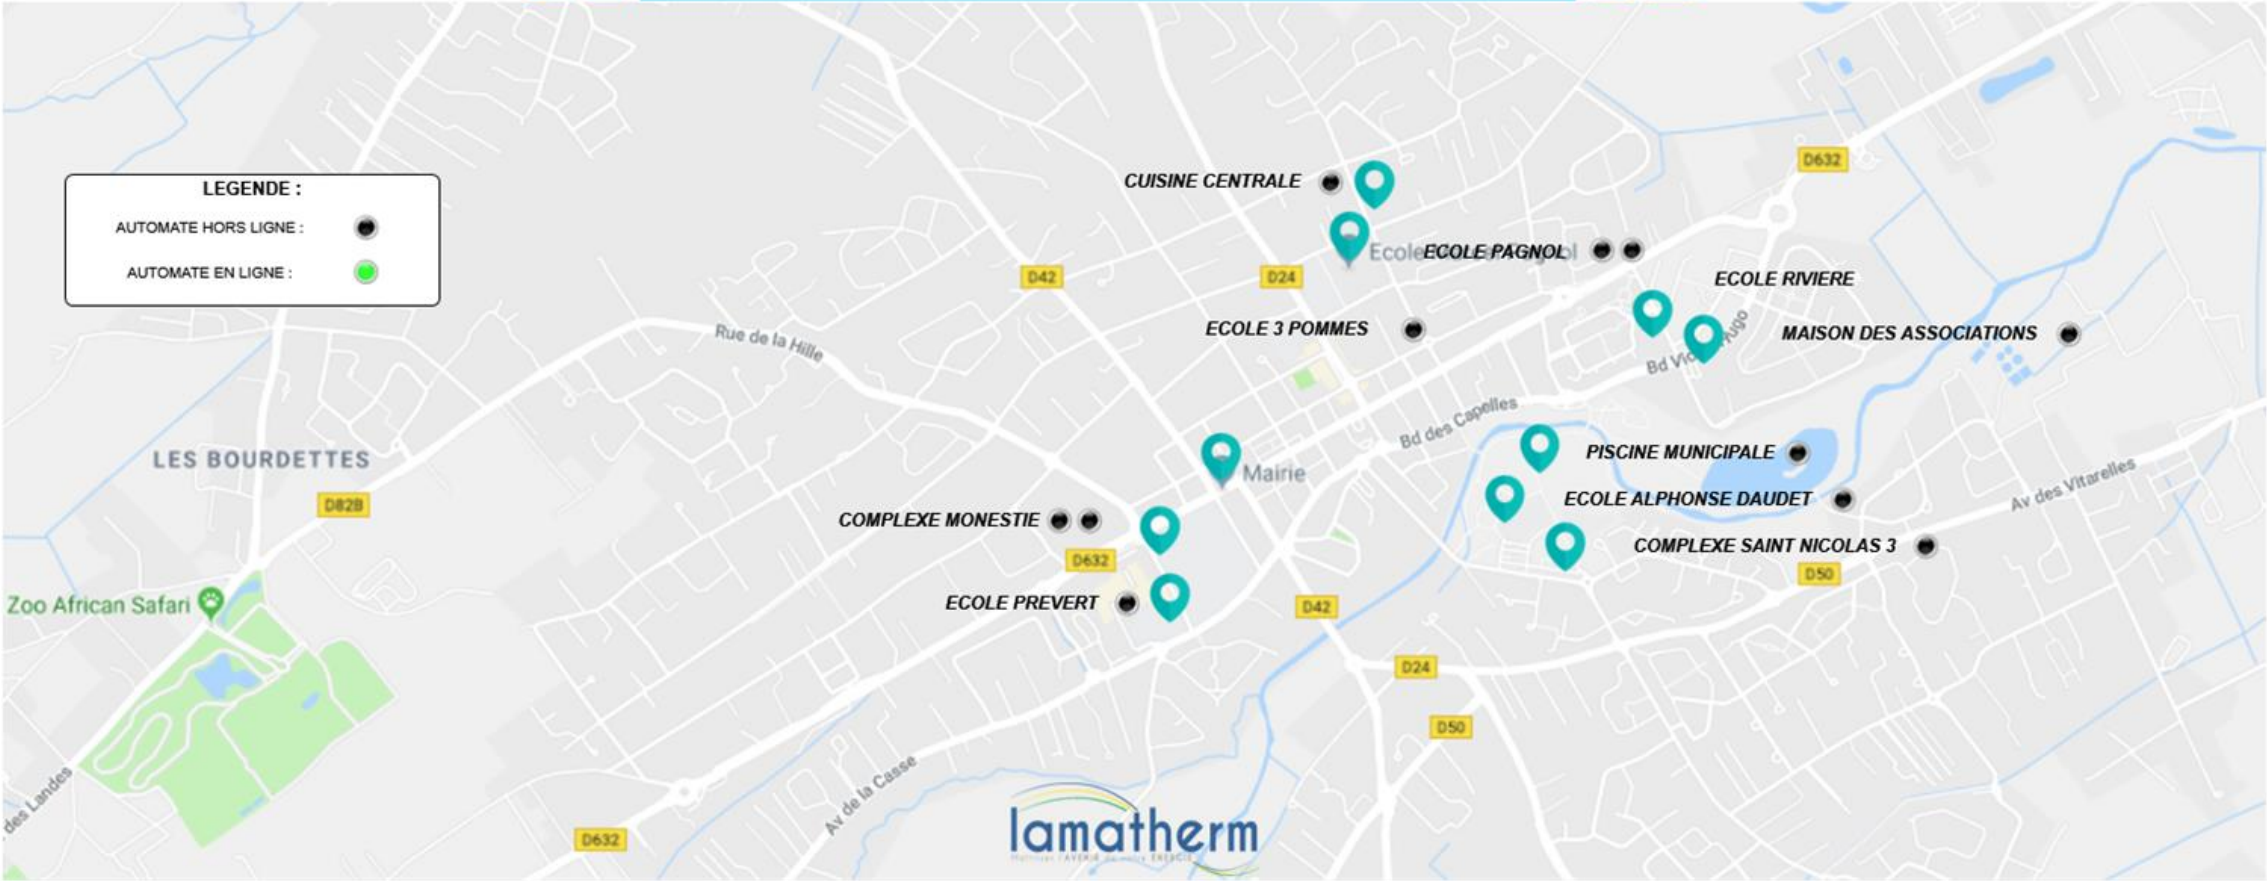 LEGENDE :
AUTOMATE HORS LIGNE :
AUTOMATE EN LIGNE :
D632
CUISINE CENTRALE
Ecole
ECOLE PAGNOL
D42
D24
ECOLE RIVIERE
ECOLE 3 POMMES
MAISON DES ASSOCIATIONS
Rue de la Hille
Bd
Bd des Capelles
LES BOURDETTES
Mairie
PISCINE MUNICIPALE
D82B
ECOLE ALPHONSE DAUDET
Av des Vitarelles
COMPLEXE MONESTIE
COMPLEXE SAINT NICOLAS 3
D632
D50
Zoo African Safari
ECOLE PREVERT
D42
D24
D50
des Landes
Av de la Casse
D632
lamatherm